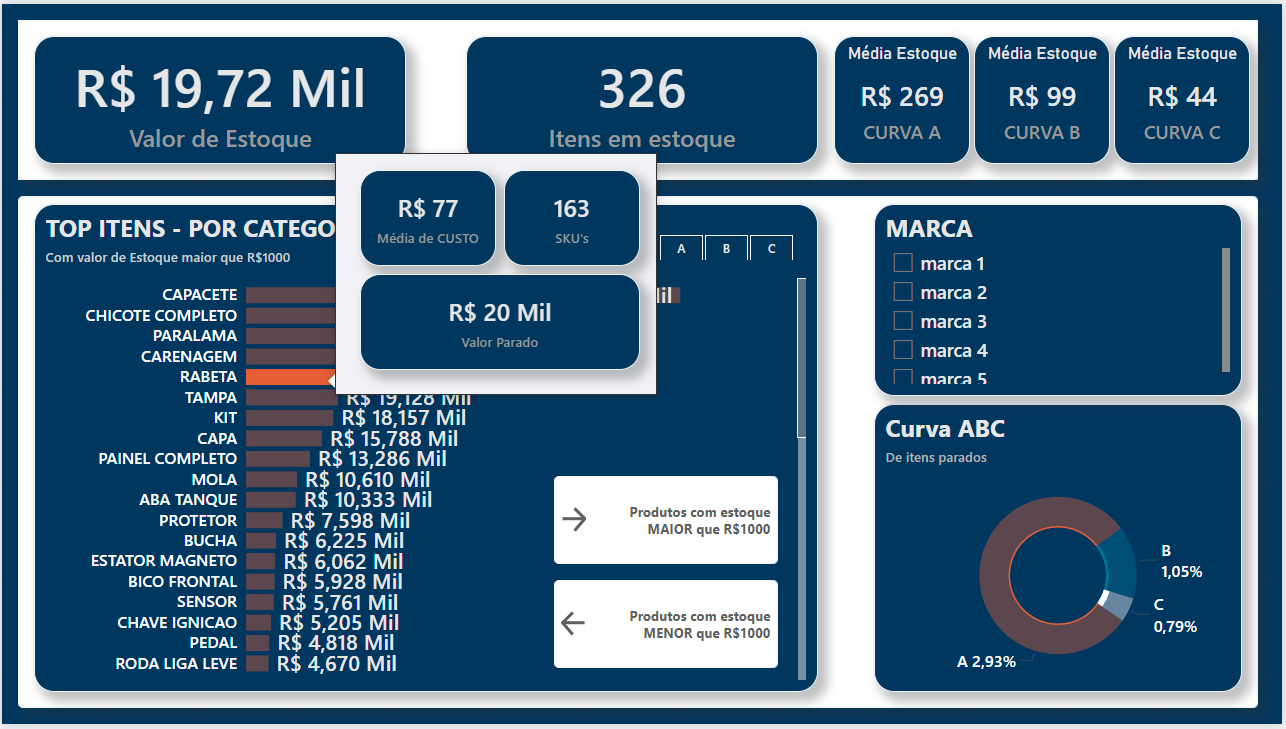 R$ 19,72 Mil
Valor de Estoque
326
Itens em estoque
Média Estoque
R$ 269
CURVA A
Média Estoque
R$ 99
CURVA B
Média Estoque
R$ 44
CURVA C
R$ 77
Média de CUSTO
163
SKU's
R$ 20 Mil
Valor Parado
TOP ITENS - POR CATEGO
Com valor de Estoque maior que R$1000
A
B
C
CAPACETE
CHICOTE COMPLETO
PARALAMA
CARENAGEM
RABETA
TAMPA R$ 19,128 Mil
KIT R$ 18,157 Mil
CAPA R$ 15,788 Mil
PAINEL COMPLETO R$ 13,286 Mil
MOLA R$ 10,610 Mil
ABA TANQUE R$ 10,333 Mil
PROTETOR R$ 7,598 Mil
BUCHA R$ 6,225 Mil
ESTATOR MAGNETO R$ 6,062 Mil
BICO FRONTAL R$ 5,928 Mil
SENSOR R$ 5,761 Mil
CHAVE IGNICAO R$ 5,205 Mil
PEDAL R$ 4,818 Mil
RODA LIGA LEVE R$ 4,670 Mil
Produtos com estoque
MAIOR que R$1000
Produtos com estoque
MENOR que R$1000
MARCA
marca 1
marca 2
marca 3
marca 4
marca 5
Curva ABC
De itens parados
B
1,05%
C
0,79%
A 2,93%